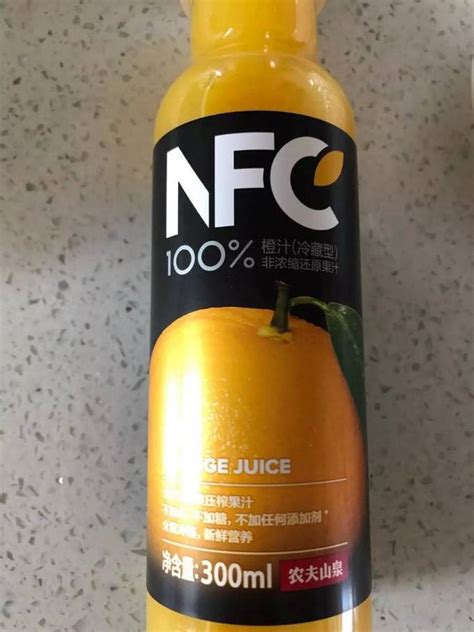 NFC
100% 橙汁(冷藏型)
非浓缩还原果汁
GE JUICE
压榨果汁
不加糖, 不加任何添加剂*
新鲜营养
净含量:300ml 农夫山泉